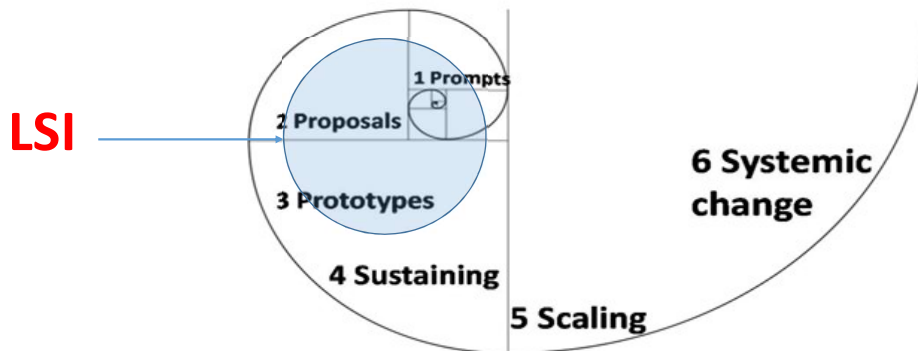 LSI
1 Prompts
2 Proposals
3 Prototypes
4 Sustaining
5 Scaling
6 Systemic
change